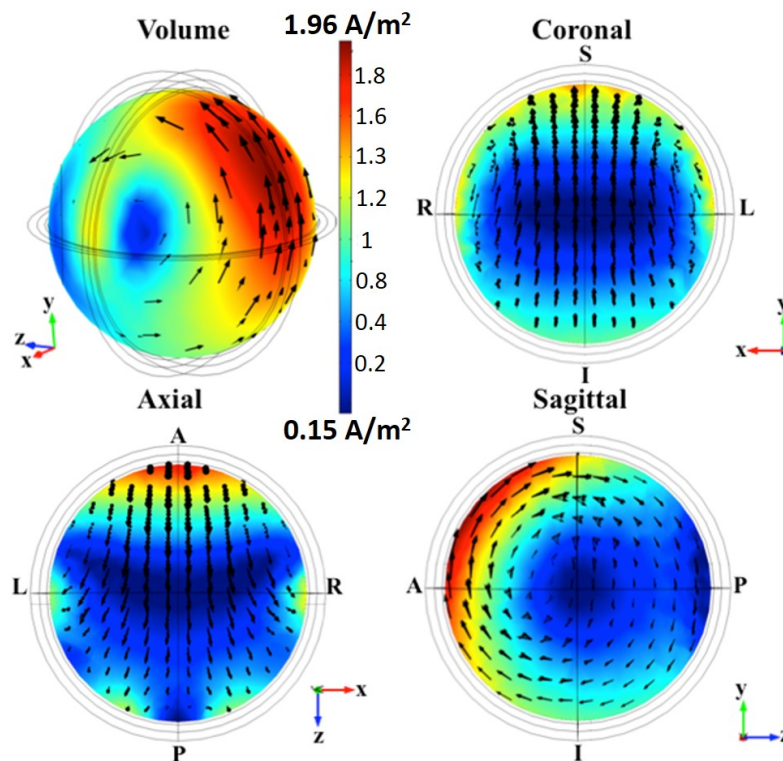 Volume
1.96 A/m²
1.8
1.6
1.3
1.2
1
0.8
0.4
0.2
0.15 A/m²
y
z
x
Coronal
S
R
L
I
x
Axial
A
L
R
P
x
z
Sagittal
S
A
P
I
y
z